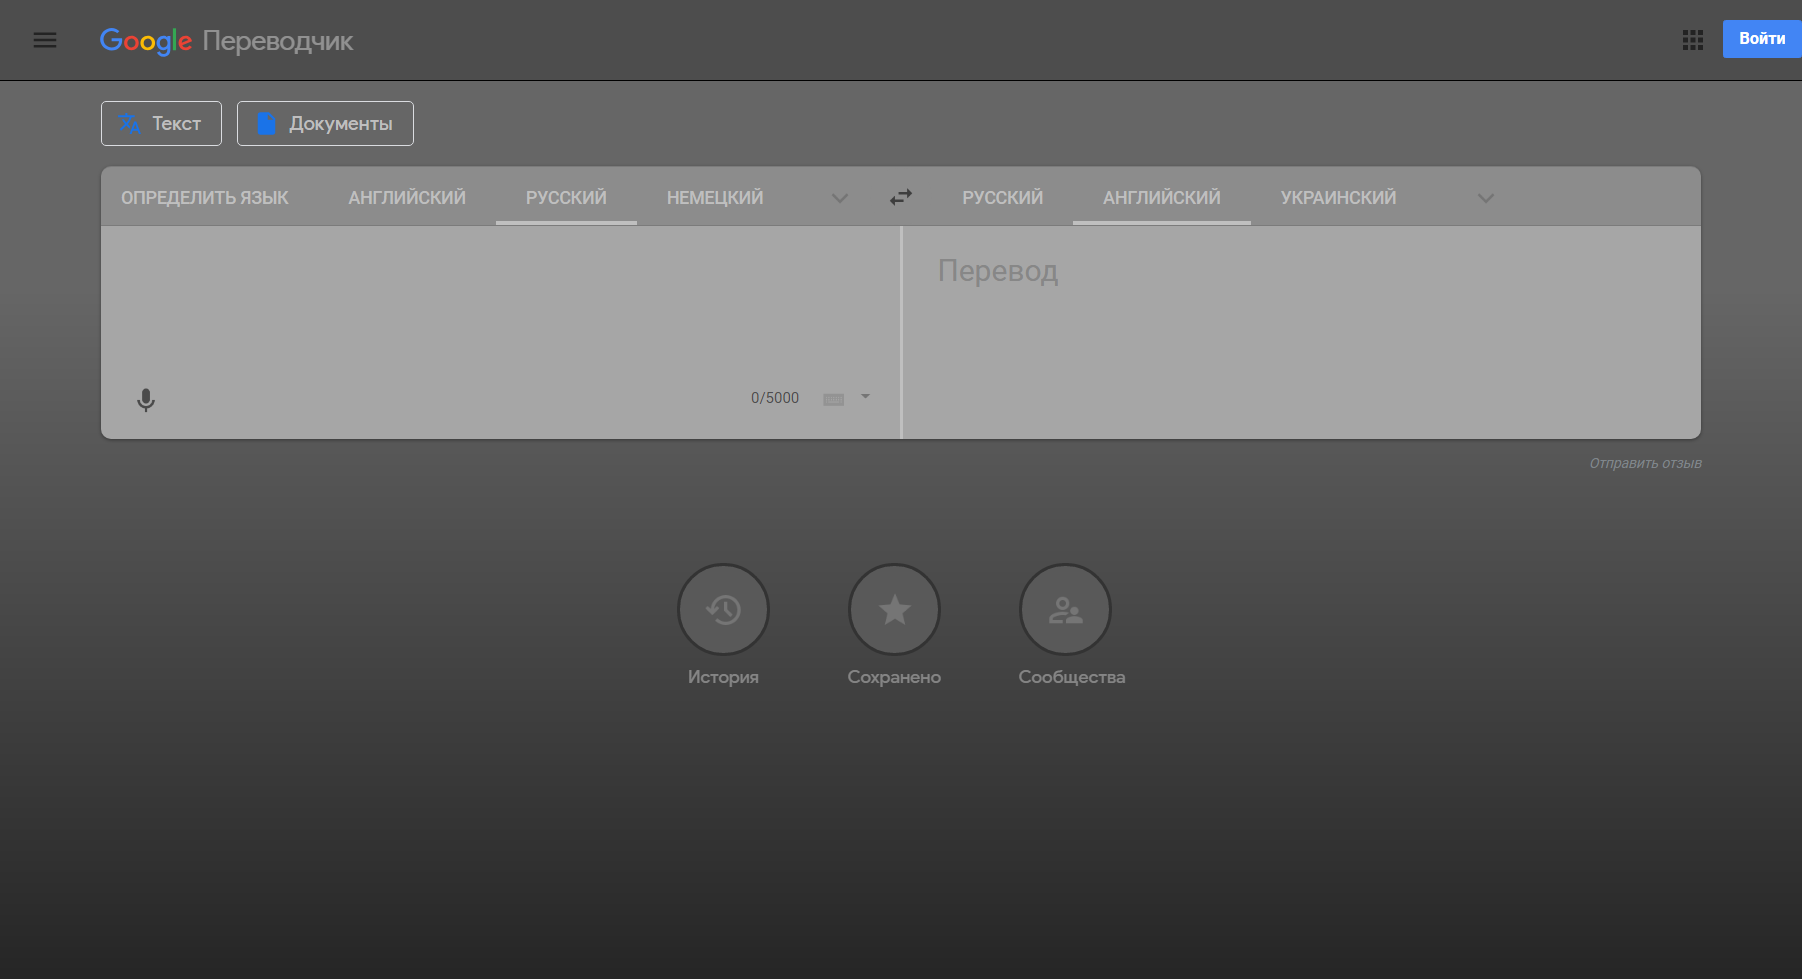 Google Переводчик
Войти
Текст
Документы
ОПРЕДЕЛИТЬ ЯЗЫК
АНГЛИЙСКИЙ
РУССКИЙ
НЕМЕЦКИЙ
РУССКИЙ
АНГЛИЙСКИЙ
УКРАИНСКИЙ
Перевод
0/5000
Отправить отзыв
История
Сохранено
Сообщества